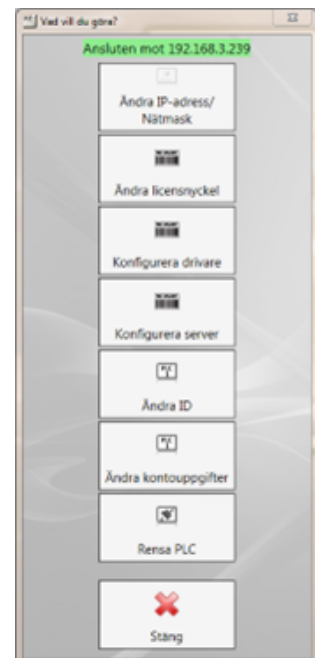 Vad vill du göra?
Ansluten mot 192.168.3.239
Ändra IP-adress/
Nätmask
Ändra licensnyckel
Konfigurera drivare
Konfigurera server
Ändra ID
Ändra kontouppgifter
Rensa PLC
Stäng